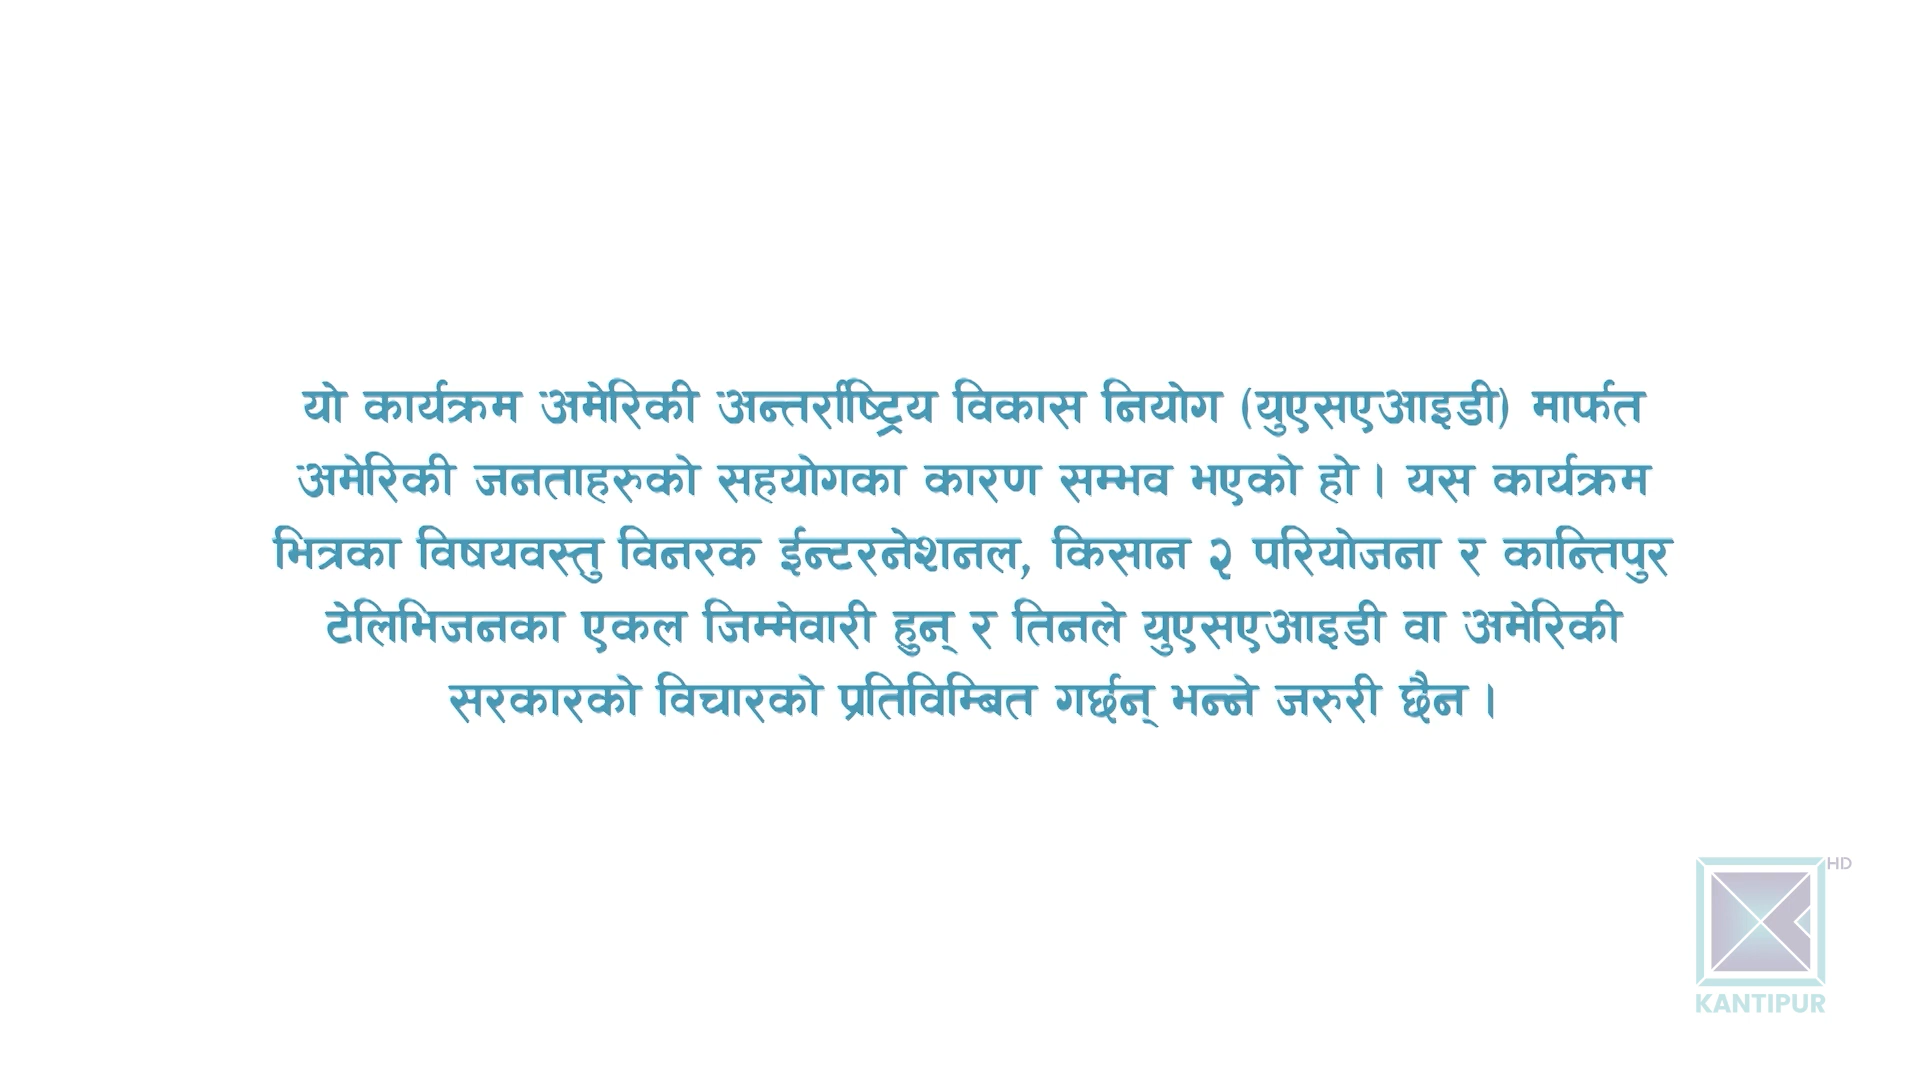 यो कार्यक्रम अमेरिकी अन्तर्राष्ट्रिय विकास नियोग (युएसएआइडी) मार्फत
अमेरिकी जनताहरुको सहयोगका कारण सम्भव भएको हो। यस कार्यक्रम
भित्रका विषयवस्तु विनरक ईन्टरनेशनल, किसान २ परियोजना र कान्तिपुर
टेलिभिजनका एकल जिम्मेवारी हुन् र तिनले युएसएआइडी वा अमेरिकी
सरकारको विचारको प्रतिविम्बित गर्छन् भन्ने जरुरी छैन।
HD
KANTIPUR